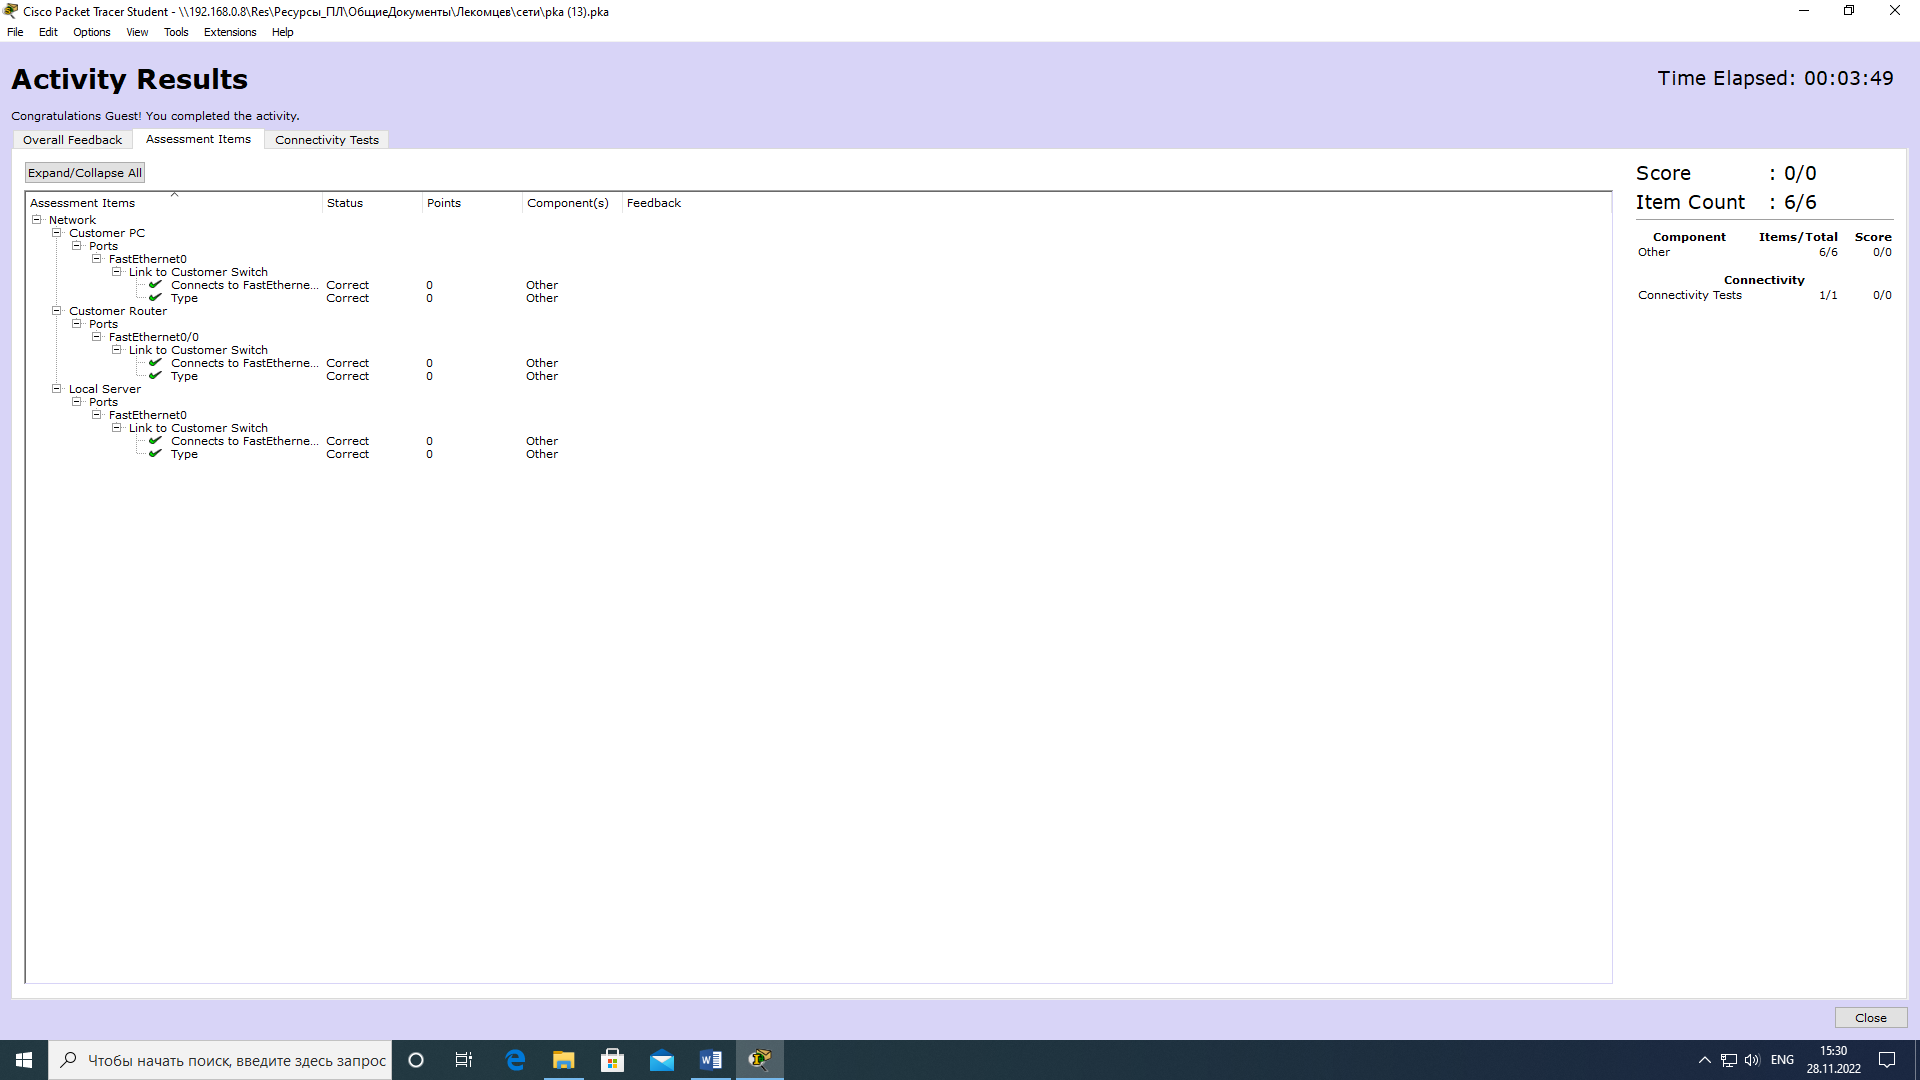 Cisco Packet Tracer Student - \\192.168.0.8\Res\Ресурсы_ПЛ\ОбщиеДокументы\Лекомцев\сети\pka (13).pka
File Edit Options View Tools Extensions Help
Activity Results
Time Elapsed: 00:03:49
Congratulations Guest! You completed the activity.
Overall Feedback Assessment Items Connectivity Tests
Expand/Collapse All
Assessment Items Status Points Component(s) Feedback
Network
Customer PC
Ports
FastEthernet0
Link to Customer Switch
Connects to FastEtherne... Correct 0 Other
Type Correct 0 Other
Customer Router
Ports
FastEthernet0/0
Link to Customer Switch
Connects to FastEtherne... Correct 0 Other
Type Correct 0 Other
Local Server
Ports
FastEthernet0
Link to Customer Switch
Connects to FastEtherne... Correct 0 Other
Type Correct 0 Other
Score : 0/0
Item Count : 6/6
Component Items/Total Score
Other 6/6 0/0
Connectivity
Connectivity Tests 1/1 0/0
Close
Чтобы начать поиск, введите здесь запрос
ENG
15:30
28.11.2022